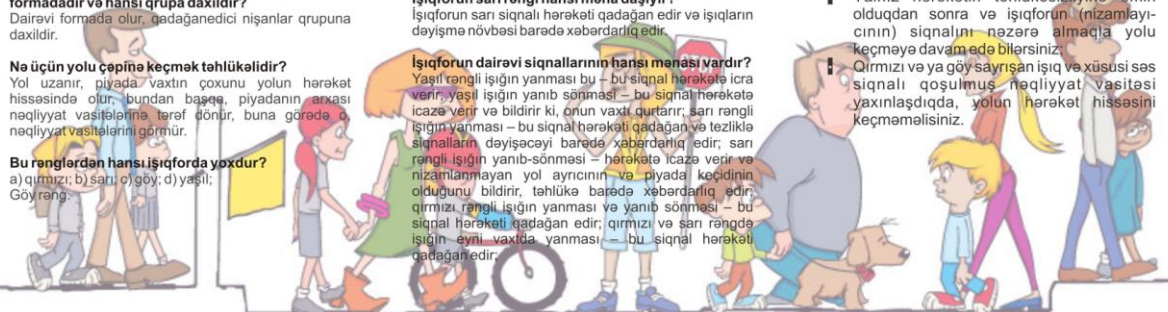 formadadır və hansı qrupa daxildir?
Dairəvi formada olur, qadağanedici nişanlar qrupuna
daxildir.
Nə üçün yolu çəpinə keçmək təhlükəlidir?
Yol uzanır, piyada vaxtın çoxunu yolun hərəkət
hissəsində olur, bundan başqa, piyadanın arxası
nəqliyyat vasitələrinə tərəf dönür, buna görədə o,
nəqliyyat vasitələrini görmür.
Bu rənglərdən hansı işıqforda yoxdur?
a) qırmızı; b) sarı; c) göy; d) yaşıl;
Göy rəng.
İşıqforun sarı rəngi hansı məna daşıyır?
İşıqforun sarı siqnalı hərəkəti qadağan edir və işıqların
dəyişmə növbəsi barədə xəbərdarlıq edir.
İşıqforun dairəvi siqnallarının hansı mənası vardır?
Yaşıl rəngli işığın yanması bu – bu siqnal hərəkətə icra
verir; yaşıl işığın yanıb sönməsi – bu siqnal hərəkətə
icazə verir və bildirir ki, onun vaxtı qurtarır; sarı rəngli
işığın yanması – bu siqnal hərəkəti qadağan və tezliklə
siqnalların dəyişəcəyi barədə xəbərdarlıq edir; sarı
rəngli işığın yanıb-sönməsi – hərəkətə icazə verir və
nizamlanmayan yol ayrıcının və piyada keçidinin
olduğunu bildirir, təhlükə barədə xəbərdarlıq edir;
qırmızı rəngli işığın yanması və yanıb sönməsi – bu
siqnal hərəkəti qadağan edir; qırmızı və sarı rəngdə
işığın eyni vaxtda yanması – bu siqnal hərəkəti
qadağan edir;
Yalnız hərəkətin təhlükəsizliyinə əmin
olduqdan sonra və işıqforun (nizamlayı-
cının) siqnalını nəzərə almaqla yolu
keçməyə davam edə bilərsiniz;
Qırmızı və ya göy sayrışan işıq və xüsusi səs
siqnalı qoşulmuş nəqliyyat vasitəsi
yaxınlaşdıqda, yolun hərəkət hissəsini
keçməməlisiniz.